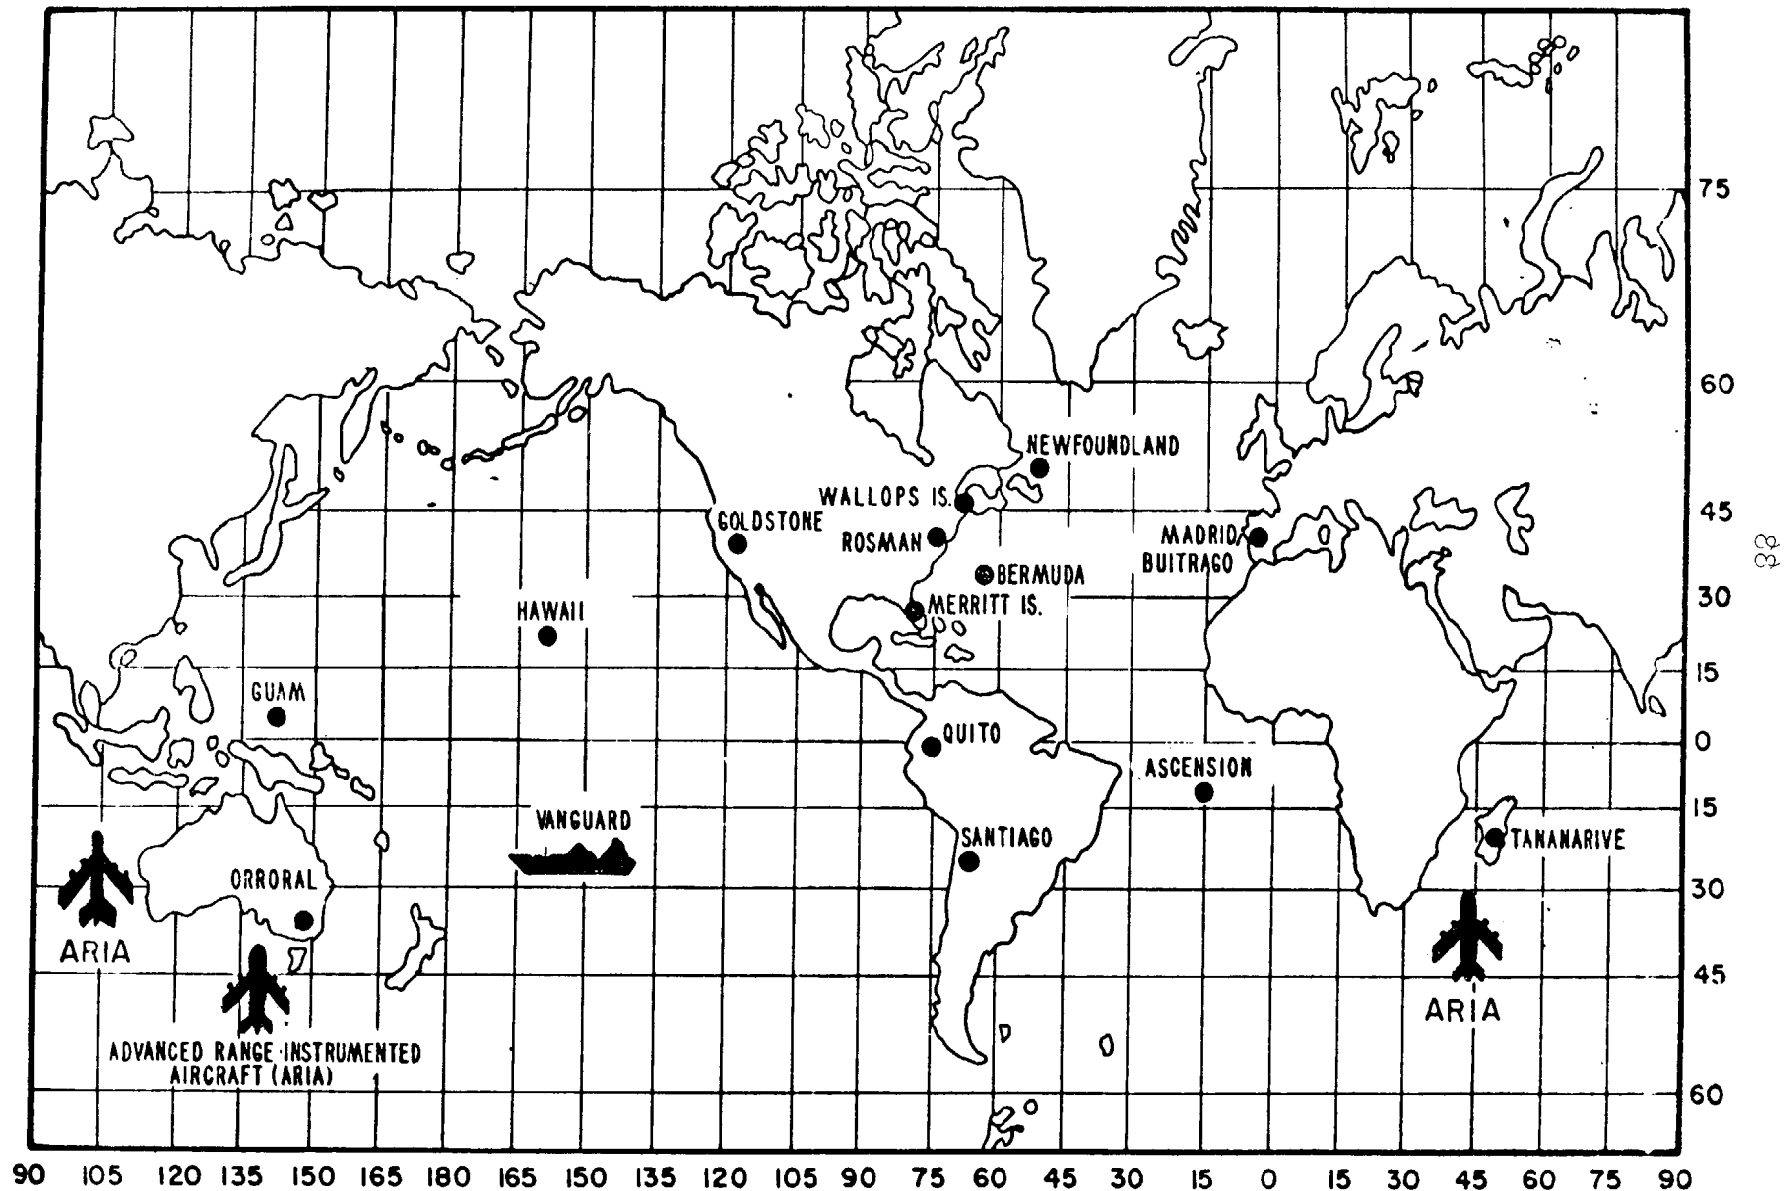 75
60
NEWFOUNDLAND
WALLOPS IS.
45
GOLDSTONE
ROSMAN
MADRID
BUITRAGO
88
BERMUDA
30
MERRITT IS.
HAWAII
15
GUAM
QUITO
0
ASCENSION
15
VANGUARD
SANTIAGO
TANANARIVE
ORRORAL
30
ARIA
45
ARIA
ADVANCED RANGE INSTRUMENTED
AIRCRAFT (ARIA)
60
90 105 120 135 150 165 180 165 150 135 120 105 90 75 60 45 30 15 0 15 30 45 60 75 90